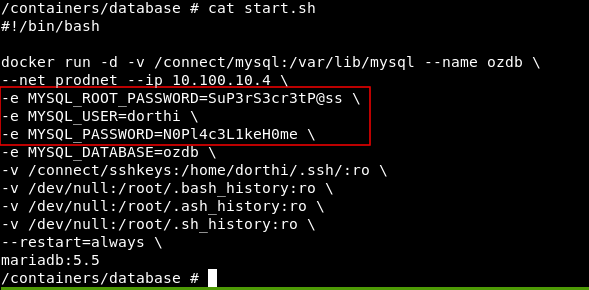 /containers/database # cat start.sh
#!/bin/bash
docker run -d -v /connect/mysql:/var/lib/mysql --name ozdb \
--net prodnet --ip 10.100.10.4 \
-e MYSQL_ROOT_PASSWORD=SuP3rS3cr3tP@ss \
-e MYSQL_USER=dorthi \
-e MYSQL_PASSWORD=N0Pl4c3L1keH0me \
-e MYSQL_DATABASE=ozdb \
-v /connect/sshkeys:/home/dorthi/.ssh/:ro \
-v /dev/null:/root/.bash_history:ro \
-v /dev/null:/root/.ash_history:ro \
-v /dev/null:/root/.sh_history:ro \
--restart=always \
mariadb:5.5
/containers/database #